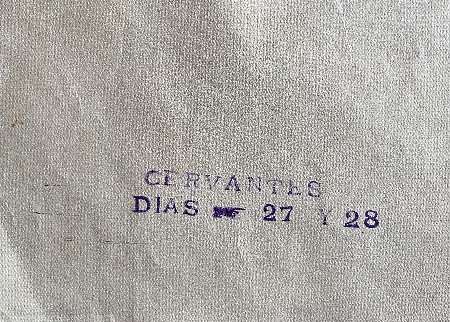 CERVANTES
DIAS ☛ 27 Y 28